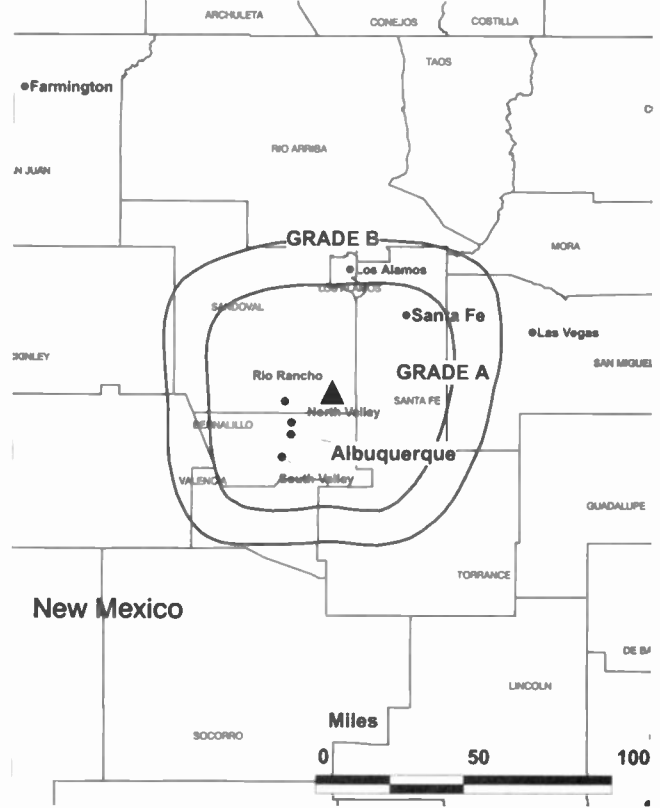 ARCHULETA
CONEJOS
COSTILLA
TAOS
Farmington
RIO ARRIBA
N JUAN
GRADE B
MORA
Los Alamos
LOS ALAMOS
SANDOVAL
Santa Fe
Las Vegas
CKINLEY
SAN MIGUEL
Rio Rancho
GRADE A
SANTA FE
North Valley
BERNALILLO
Albuquerque
VALENCIA
South Valley
GUADALUPE
TORRANCE
New Mexico
DE BA
LINCOLN
Miles
SOCORRO
0 50 100